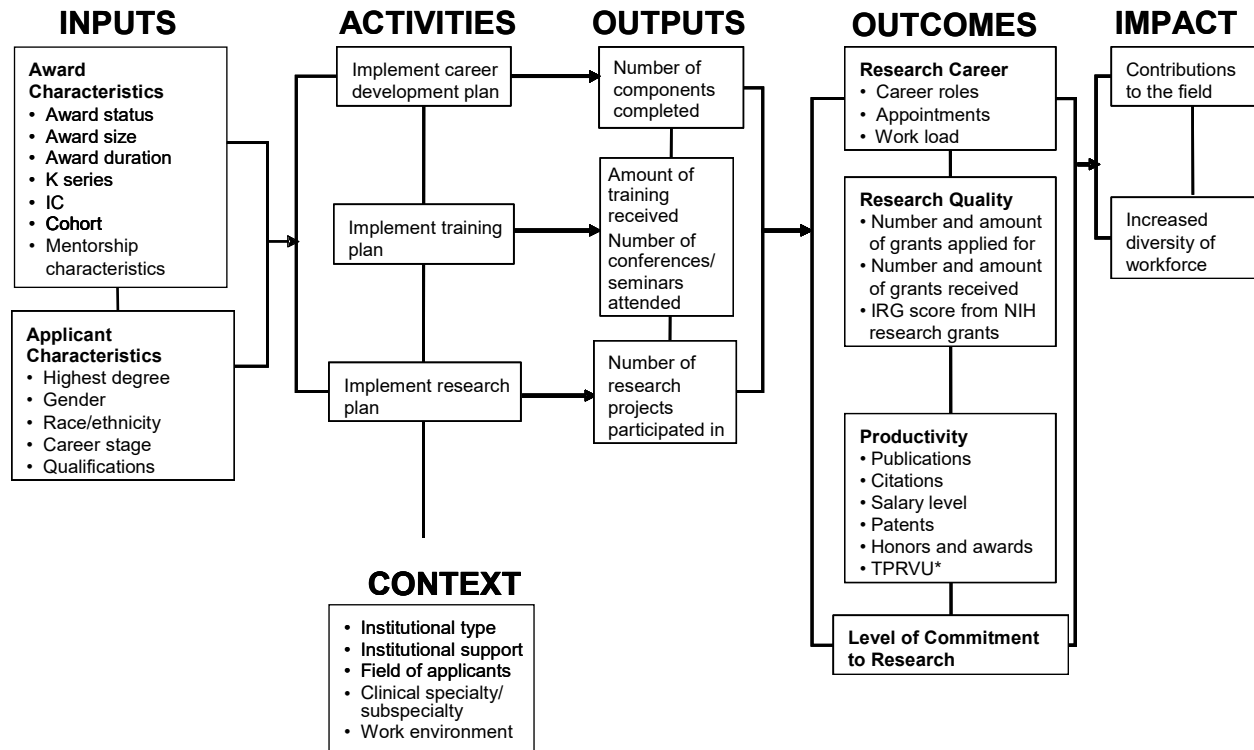 INPUTS
Award
Characteristics
• Award status
• Award size
• Award duration
• K series
• IC
• Cohort
• Mentorship
characteristics
Applicant
Characteristics
• Highest degree
• Gender
• Race/ethnicity
• Career stage
• Qualifications
ACTIVITIES
Implement career
development plan
Implement training
plan
Implement research
plan
CONTEXT
• Institutional type
• Institutional support
• Field of applicants
• Clinical specialty/
subspecialty
• Work environment
OUTPUTS
Number of
components
completed
Amount of
training
received
Number of
conferences/
seminars
attended
Number of
research
projects
participated in
OUTCOMES
Research Career
• Career roles
• Appointments
• Work load
Research Quality
• Number and amount
of grants applied for
• Number and amount
of grants received
• IRG score from NIH
research grants
Productivity
• Publications
• Citations
• Salary level
• Patents
• Honors and awards
• TPRVU*
Level of Commitment
to Research
IMPACT
Contributions
to the field
Increased
diversity of
workforce